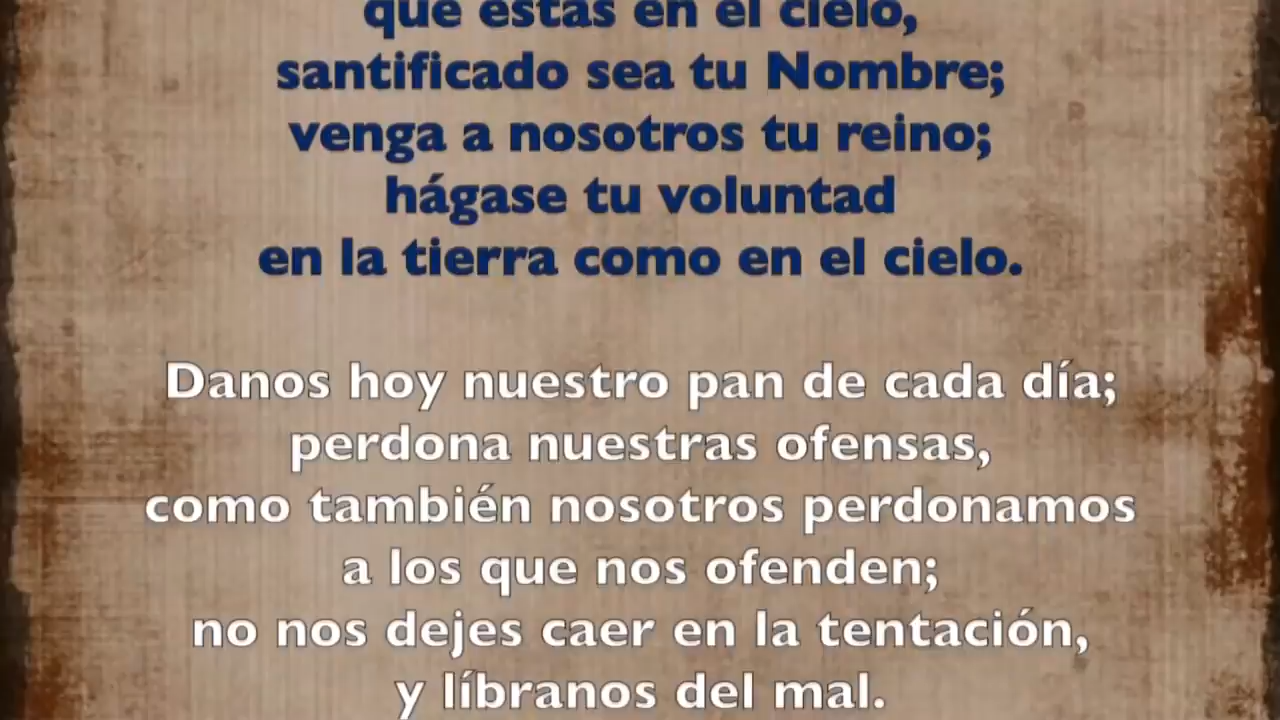 que estás en el cielo,
santificado sea tu Nombre;
venga a nosotros tu reino;
hágase tu voluntad
en la tierra como en el cielo.
Danos hoy nuestro pan de cada día;
perdona nuestras ofensas,
como también nosotros perdonamos
a los que nos ofenden;
no nos dejes caer en la tentación,
y líbranos del mal.